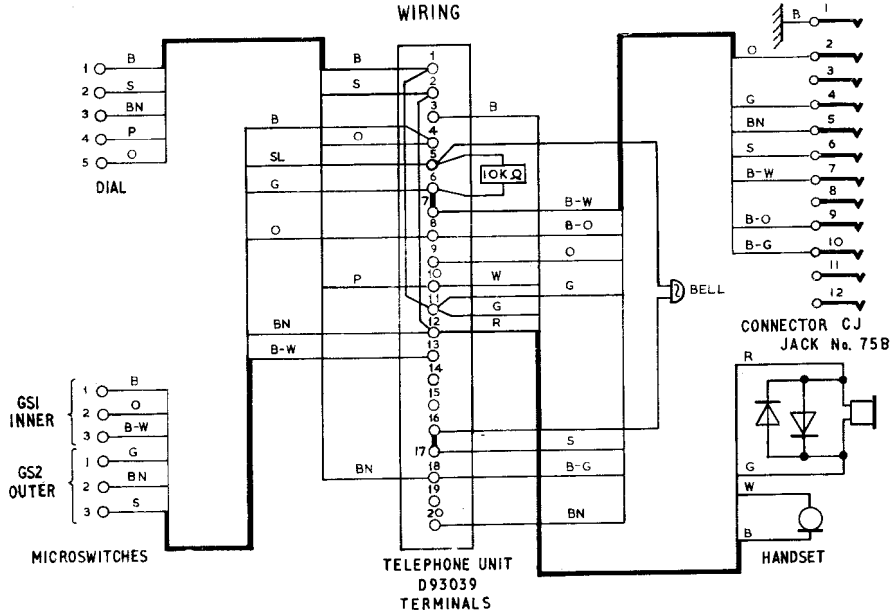 WIRING
1 B
2 S
3 BN
4 P
5 O
DIAL
B
S
B
O
SL
G
O
P
BN
B-W
BN
1
2
3
4
5
6
7
8
9
10
11
12
13
14
15
16
17
18
19
20
B
10KΩ
B-W
B-O
O
W
G
G
R
S
B-G
BN
BELL
B 1
O 2
3
G 4
BN 5
S 6
B-W 7
8
B-O 9
B-G 10
11
12
CONNECTOR CJ
JACK No. 75B
GS1
INNER
1 B
2 O
3 B-W
GS2
OUTER
1 G
2 BN
3 S
MICROSWITCHES
TELEPHONE UNIT
D93039
TERMINALS
R
G
W
B
HANDSET